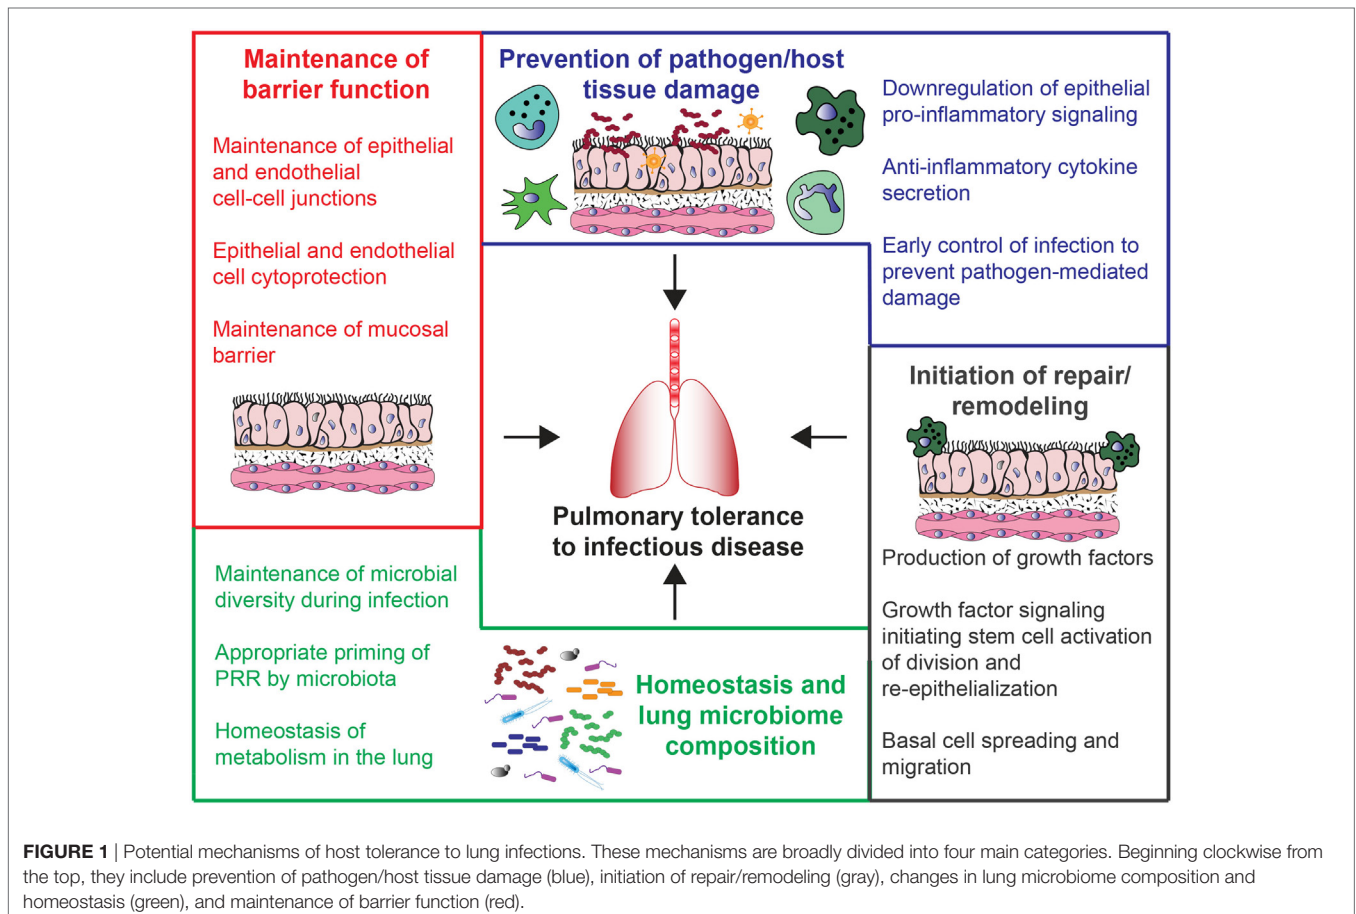 Maintenance of
barrier function
Maintenance of epithelial
and endothelial
cell-cell junctions
Epithelial and endothelial
cell cytoprotection
Maintenance of mucosal
barrier
Prevention of pathogen/host
tissue damage
Downregulation of epithelial
pro-inflammatory signaling
Anti-inflammatory cytokine
secretion
Early control of infection to
prevent pathogen-mediated
damage
Initiation of repair/
remodeling
Production of growth factors
Growth factor signaling
initiating stem cell activation
of division and
re-epithelialization
Basal cell spreading and
migration
Pulmonary tolerance
to infectious disease
Maintenance of microbial
diversity during infection
Appropriate priming of
PRR by microbiota
Homeostasis of
metabolism in the lung
Homeostasis and
lung microbiome
composition
FIGURE 1 | Potential mechanisms of host tolerance to lung infections. These mechanisms are broadly divided into four main categories. Beginning clockwise from
the top, they include prevention of pathogen/host tissue damage (blue), initiation of repair/remodeling (gray), changes in lung microbiome composition and
homeostasis (green), and maintenance of barrier function (red).